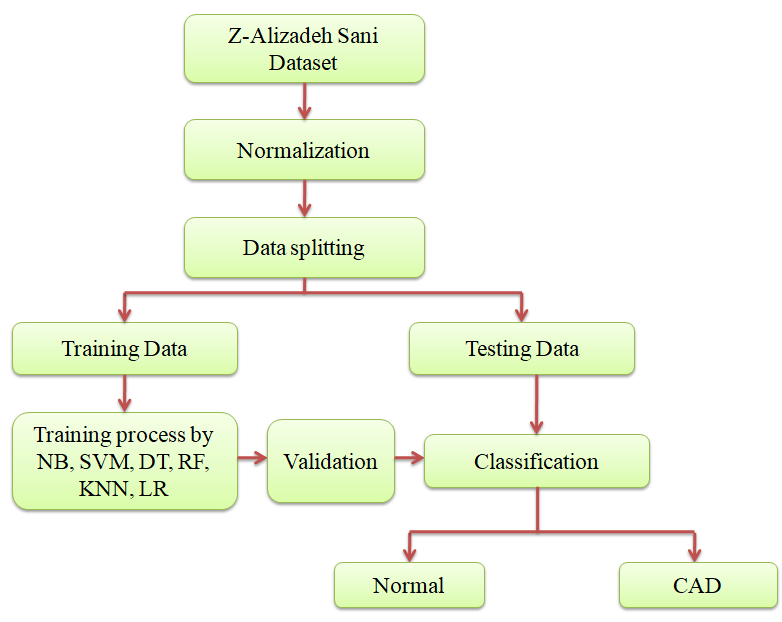 Z-Alizadeh Sani
Dataset
Normalization
Data splitting
Training Data
Testing Data
Training process by
NB, SVM, DT, RF,
KNN, LR
Validation
Classification
Normal
CAD